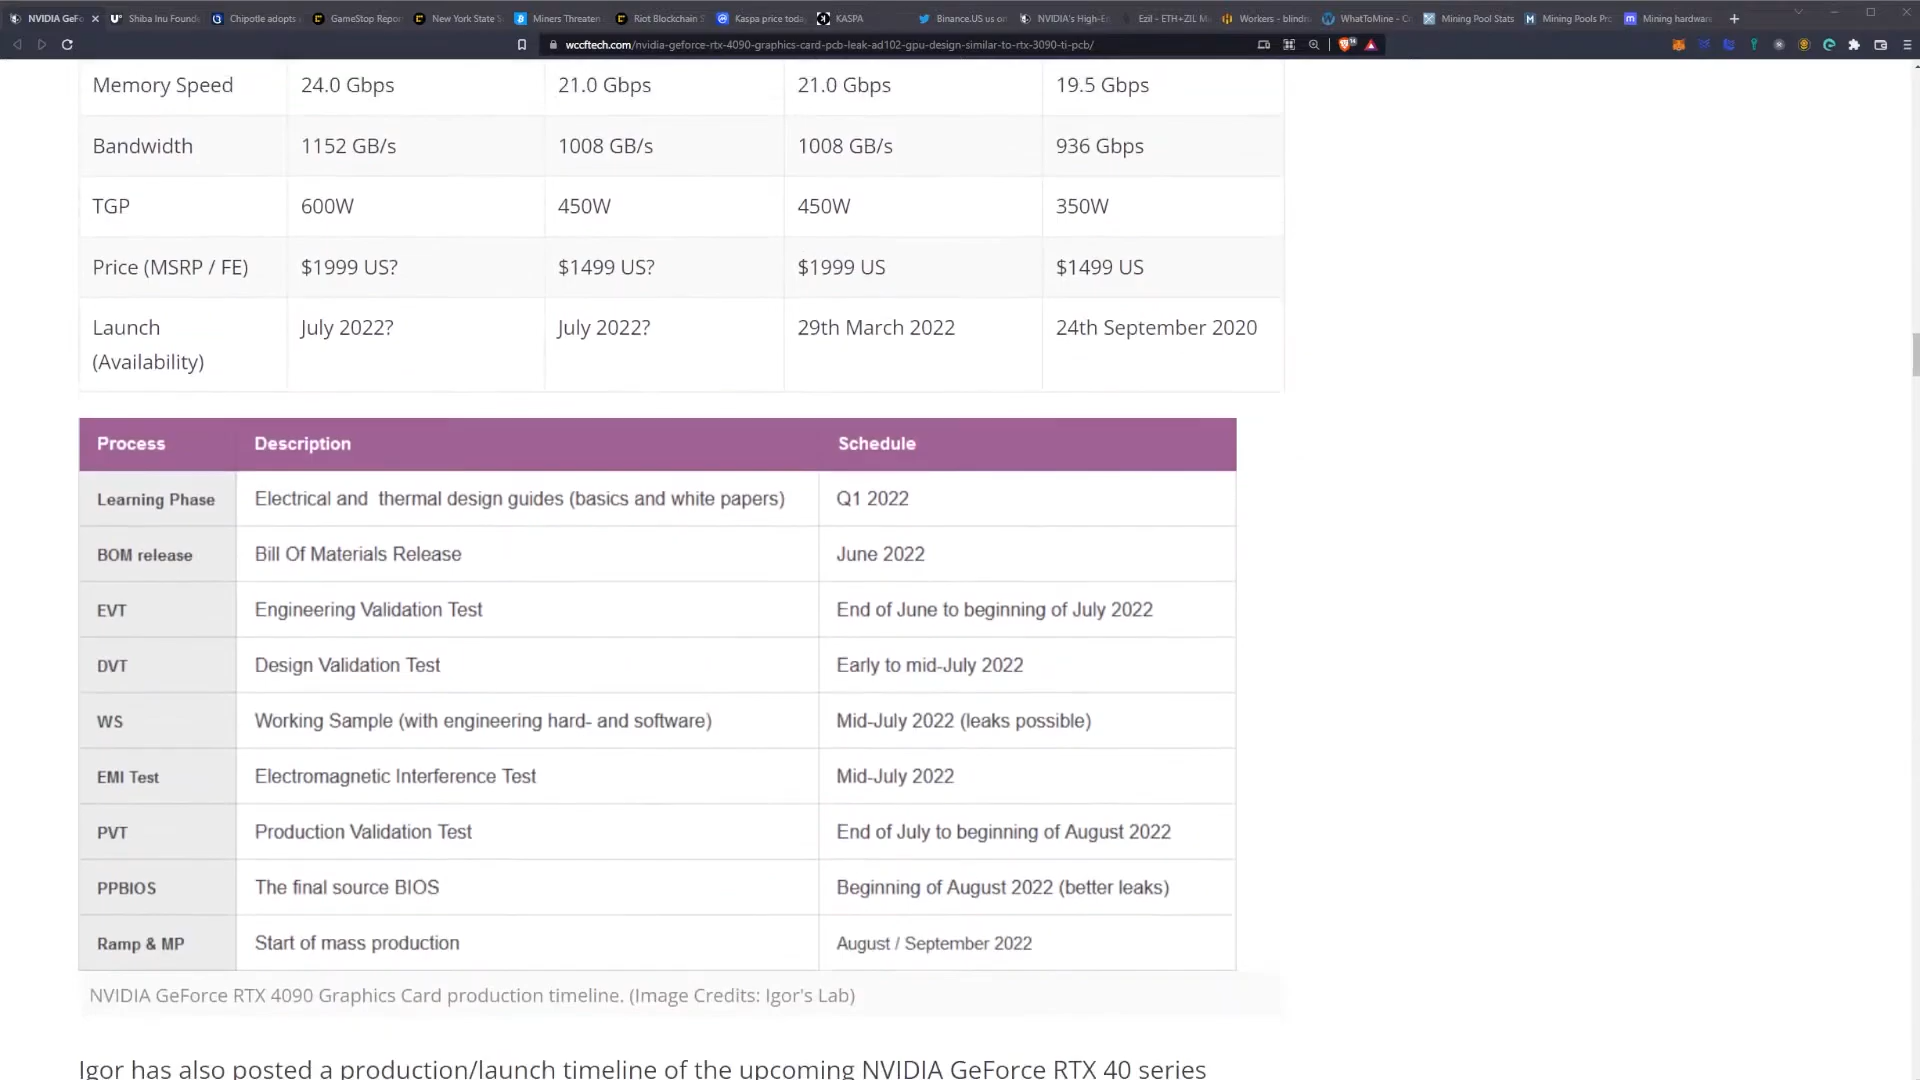 NVIDIA GeF
Shiba Inu Found
Chipotle adopts
GameStop Repor
New York State S
Miners Threaten
Riot Blockchain S
Kaspa price toda
KASPA
Binance.US us on
NVIDIA's High-En
Ezil - ETH+ZIL M
Workers - blindru
WhatToMine - Cr
Mining Pool Stats
Mining Pools Pro
Mining hardware
wccftech.com/nvidia-geforce-rtx-4090-graphics-card-pcb-leak-ad102-gpu-design-similar-to-rtx-3090-ti-pcb/
Memory Speed 24.0 Gbps 21.0 Gbps 21.0 Gbps 19.5 Gbps
Bandwidth 1152 GB/s 1008 GB/s 1008 GB/s 936 Gbps
TGP 600W 450W 450W 350W
Price (MSRP / FE) $1999 US? $1499 US? $1999 US $1499 US
Launch July 2022? July 2022? 29th March 2022 24th September 2020
(Availability)
Process Description Schedule
Learning Phase Electrical and thermal design guides (basics and white papers) Q1 2022
BOM release Bill Of Materials Release June 2022
EVT Engineering Validation Test End of June to beginning of July 2022
DVT Design Validation Test Early to mid-July 2022
WS Working Sample (with engineering hard- and software) Mid-July 2022 (leaks possible)
EMI Test Electromagnetic Interference Test Mid-July 2022
PVT Production Validation Test End of July to beginning of August 2022
PPBIOS The final source BIOS Beginning of August 2022 (better leaks)
Ramp & MP Start of mass production August / September 2022
NVIDIA GeForce RTX 4090 Graphics Card production timeline. (Image Credits: Igor's Lab)
Igor has also posted a production/launch timeline of the upcoming NVIDIA GeForce RTX 40 series